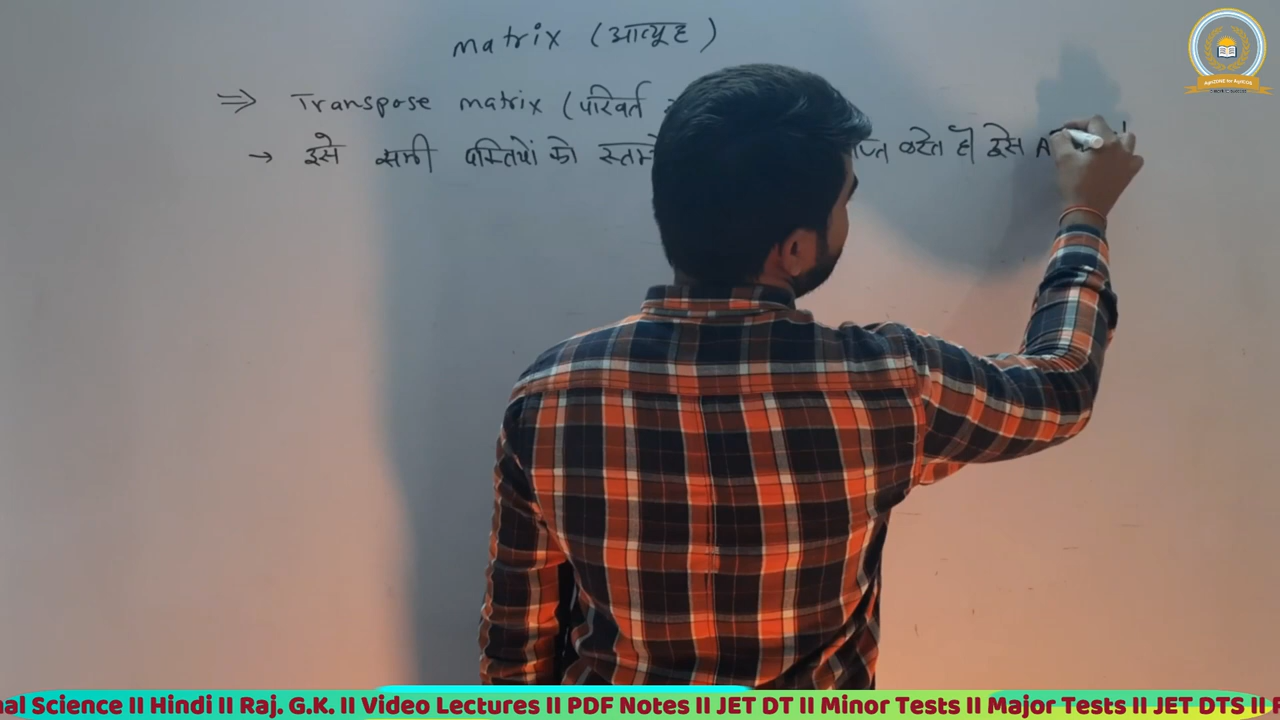 matrix (आव्यूह)
⇒ Transpose matrix (परिवर्त
→ इसे सभी पंक्तियों को स्तम्भो करते है। इसे A
nal Science II Hindi II Raj. G.K. II Video Lectures II PDF Notes II JET DT II Minor Tests II Major Tests II JET DTS II